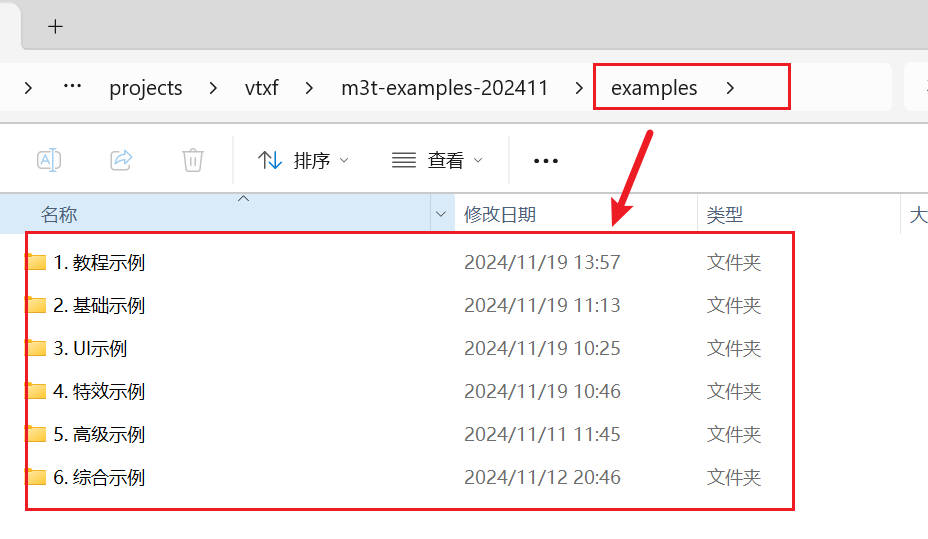 … projects > vtxf > m3t-examples-202411 > examples >
排序 查看
名称 修改日期 类型 大
1. 教程示例 2024/11/19 13:57 文件夹
2. 基础示例 2024/11/19 11:13 文件夹
3. UI示例 2024/11/19 10:25 文件夹
4. 特效示例 2024/11/19 10:46 文件夹
5. 高级示例 2024/11/11 11:45 文件夹
6. 综合示例 2024/11/12 20:46 文件夹